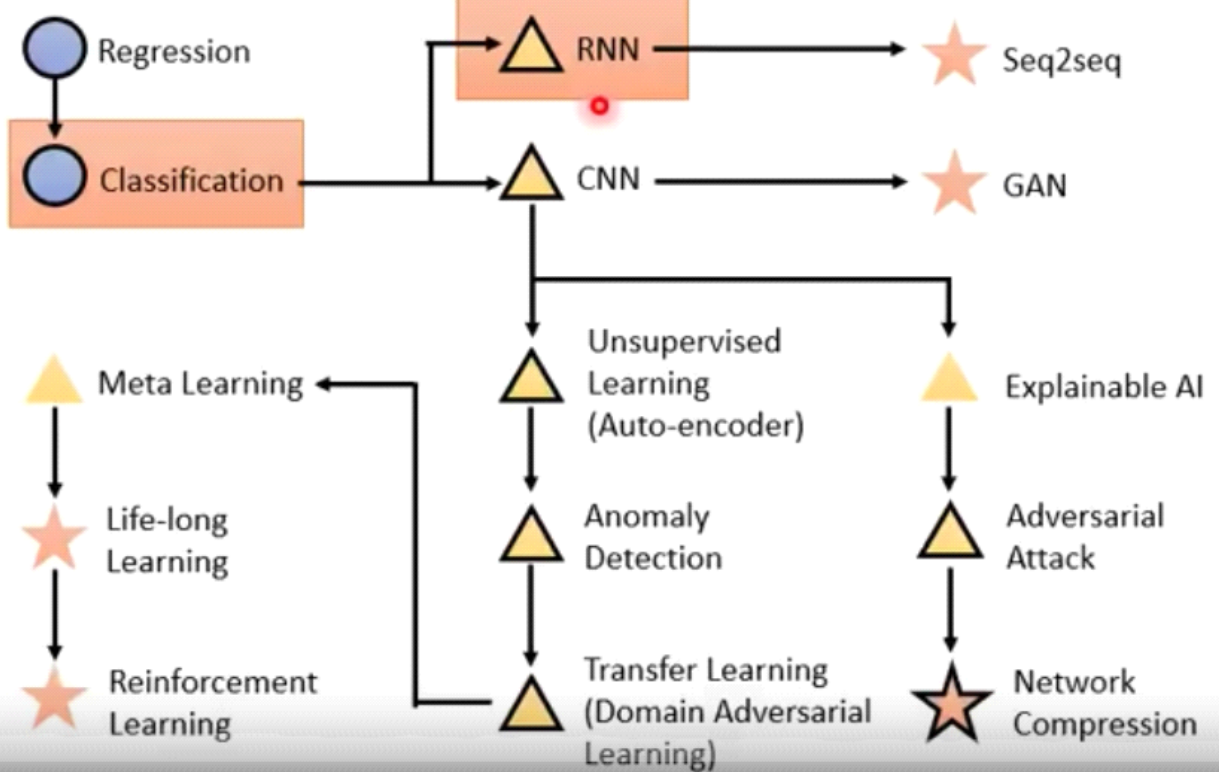 Regression
RNN
Seq2seq
Classification
CNN
GAN
Meta Learning
Unsupervised
Learning
(Auto-encoder)
Explainable AI
Life-long
Learning
Anomaly
Detection
Adversarial
Attack
Reinforcement
Learning
Transfer Learning
(Domain Adversarial
Learning)
Network
Compression